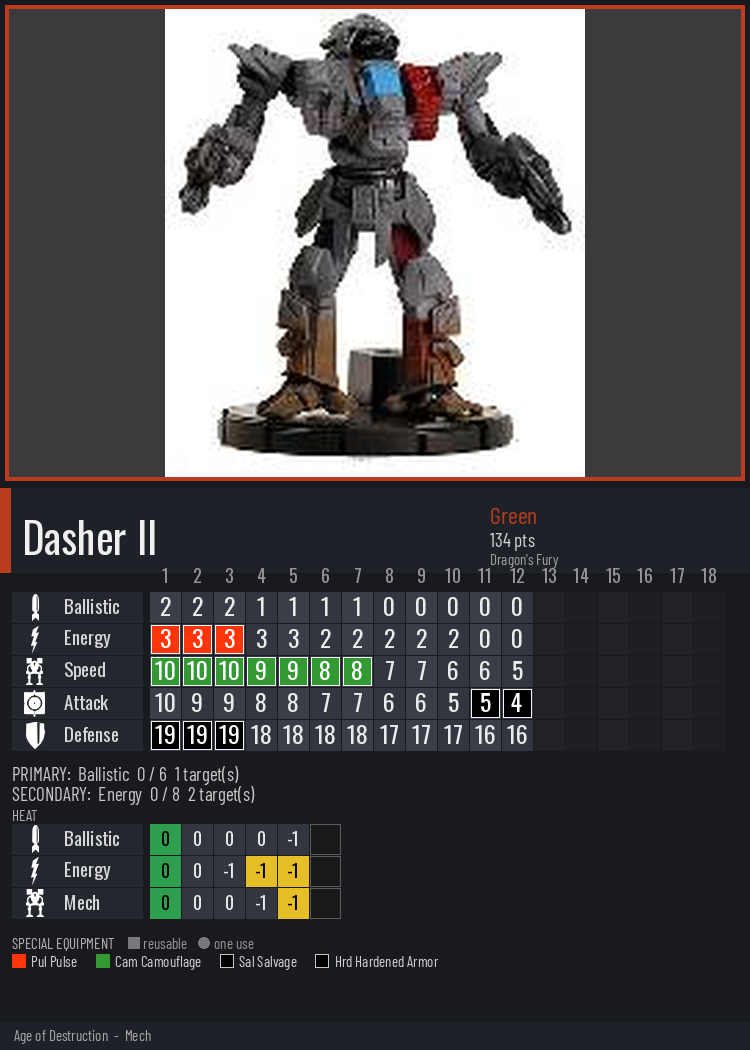 Dasher II
Green
134 pts
Dragon's Fury
1 2 3 4 5 6 7 8 9 10 11 12 13 14 15 16 17 18
Ballistic 2 2 2 1 1 1 1 0 0 0 0 0
Energy 3 3 3 3 3 2 2 2 2 2 0 0
Speed 10 10 10 9 9 8 8 7 7 6 6 5
Attack 10 9 9 8 8 7 7 6 6 5 5 4
Defense 19 19 19 18 18 18 18 17 17 17 16 16
PRIMARY: Ballistic 0 / 6 1 target(s)
SECONDARY: Energy 0 / 8 2 target(s)
HEAT
Ballistic 0 0 0 0 -1
Energy 0 0 -1 -1 -1
Mech 0 0 0 -1 -1
SPECIAL EQUIPMENT reusable one use
Pul Pulse Cam Camouflage Sal Salvage Hrd Hardened Armor
Age of Destruction - Mech